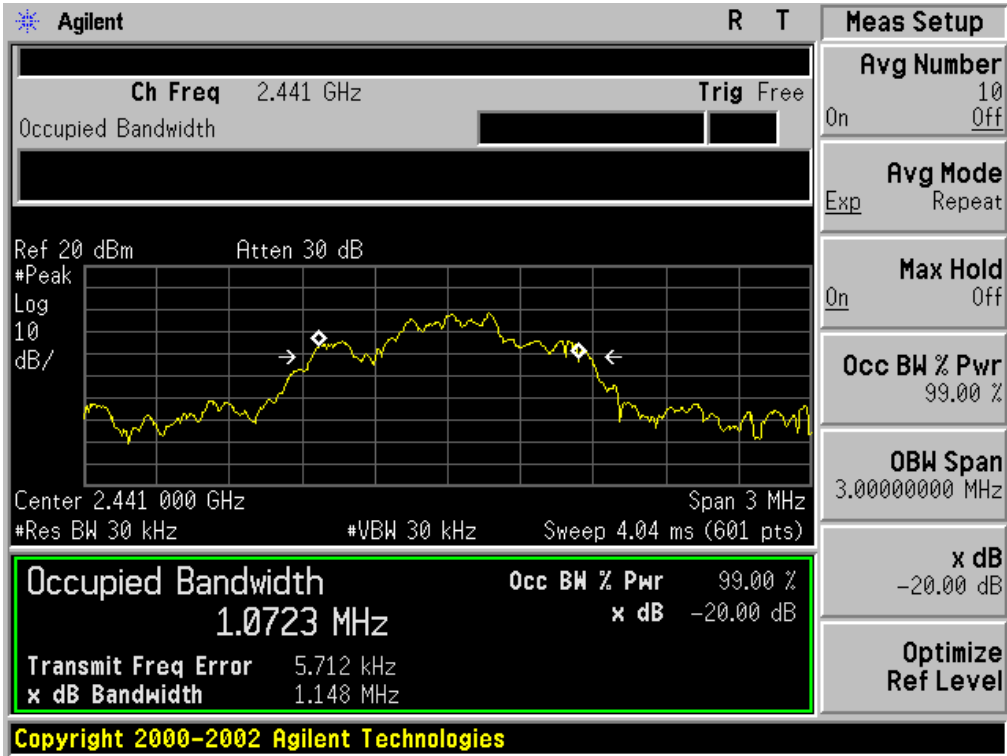 Agilent R T
Ch Freq 2.441 GHz Trig Free
Occupied Bandwidth
Ref 20 dBm Atten 30 dB
#Peak
Log
10
dB/
Center 2.441 000 GHz Span 3 MHz
#Res BW 30 kHz #VBW 30 kHz Sweep 4.04 ms (601 pts)
Occupied Bandwidth
1.0723 MHz
Occ BW % Pwr 99.00 %
x dB -20.00 dB
Transmit Freq Error 5.712 kHz
x dB Bandwidth 1.148 MHz
Copyright 2000-2002 Agilent Technologies
Meas Setup
Avg Number
10
On Off
Avg Mode
Exp Repeat
Max Hold
On Off
Occ BW % Pwr
99.00 %
OBW Span
3.00000000 MHz
x dB
-20.00 dB
Optimize
Ref Level